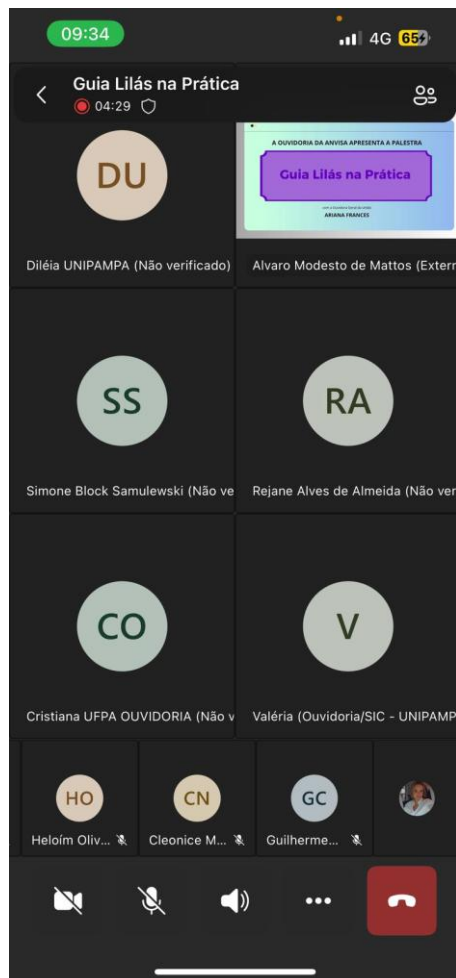 09:34
4G 65
Guia Lilás na Prática
04:29
DU
A OUVIDORIA DA ANVISA APRESENTA A PALESTRA
Guia Lilás na Prática
ARIANA FRANCES
Diléia UNIPAMPA (Não verificado)
Alvaro Modesto de Mattos (Extern
SS
RA
Simone Block Samulewski (Não ve
Rejane Alves de Almeida (Não ver
CO
V
Cristiana UFPA OUVIDORIA (Não v
Valéria (Ouvidoria/SIC - UNIPAMP
HO
CN
GC
Heloím Oliv...
Cleonice M...
Guilherme...